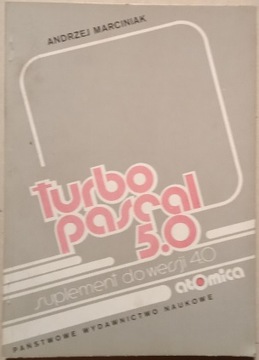 ANDRZEJ MARCINIAK
turbo
pascal
5.0
suplement do wersji 4.0
atomica
PAŃSTWOWE WYDAWNICTWO NAUKOWE